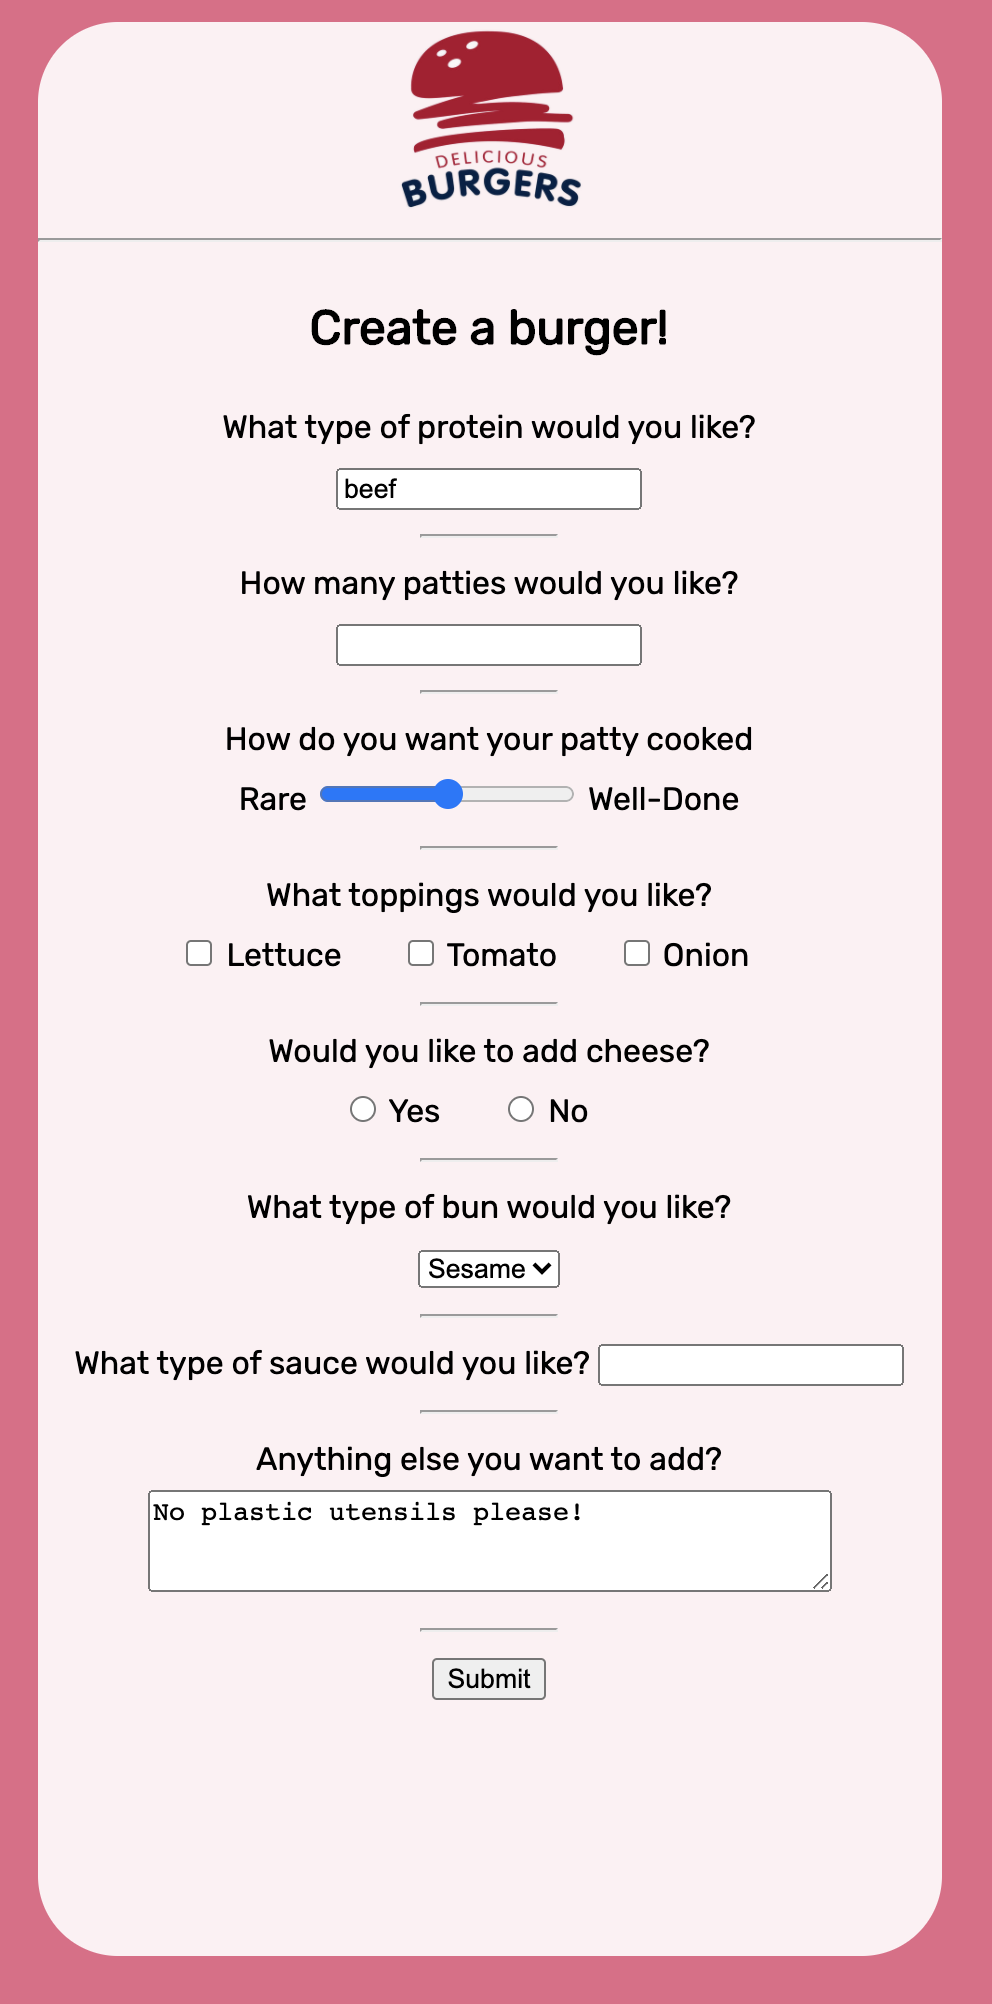 DELICIOUS
BURGERS
Create a burger!
What type of protein would you like?
beef
How many patties would you like?
How do you want your patty cooked
Rare Well-Done
What toppings would you like?
Lettuce Tomato Onion
Would you like to add cheese?
Yes No
What type of bun would you like?
Sesame
What type of sauce would you like?
Anything else you want to add?
No plastic utensils please!
Submit